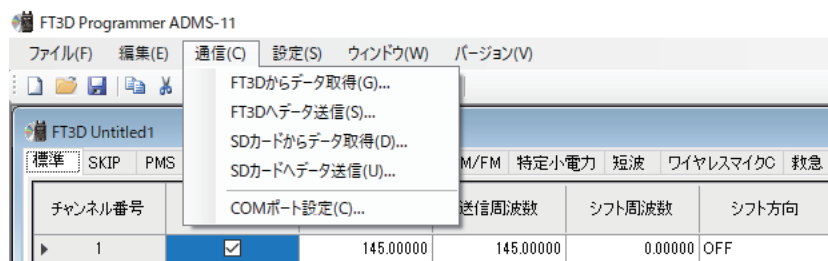 FT3D Programmer ADMS-11
ファイル(F) 編集(E) 通信(C) 設定(S) ウィンドウ(W) バージョン(V)
FT3Dからデータ取得(G)...
FT3Dへデータ送信(S)...
SDカードからデータ取得(D)...
SDカードへデータ送信(U)...
COMポート設定(C)...
FT3D Untitled1
標準 SKIP PMS M/FM 特定小電力 短波 ワイヤレスマイクC 救急
チャンネル番号 送信周波数 シフト周波数 シフト方向
1 145.00000 145.00000 0.00000 OFF